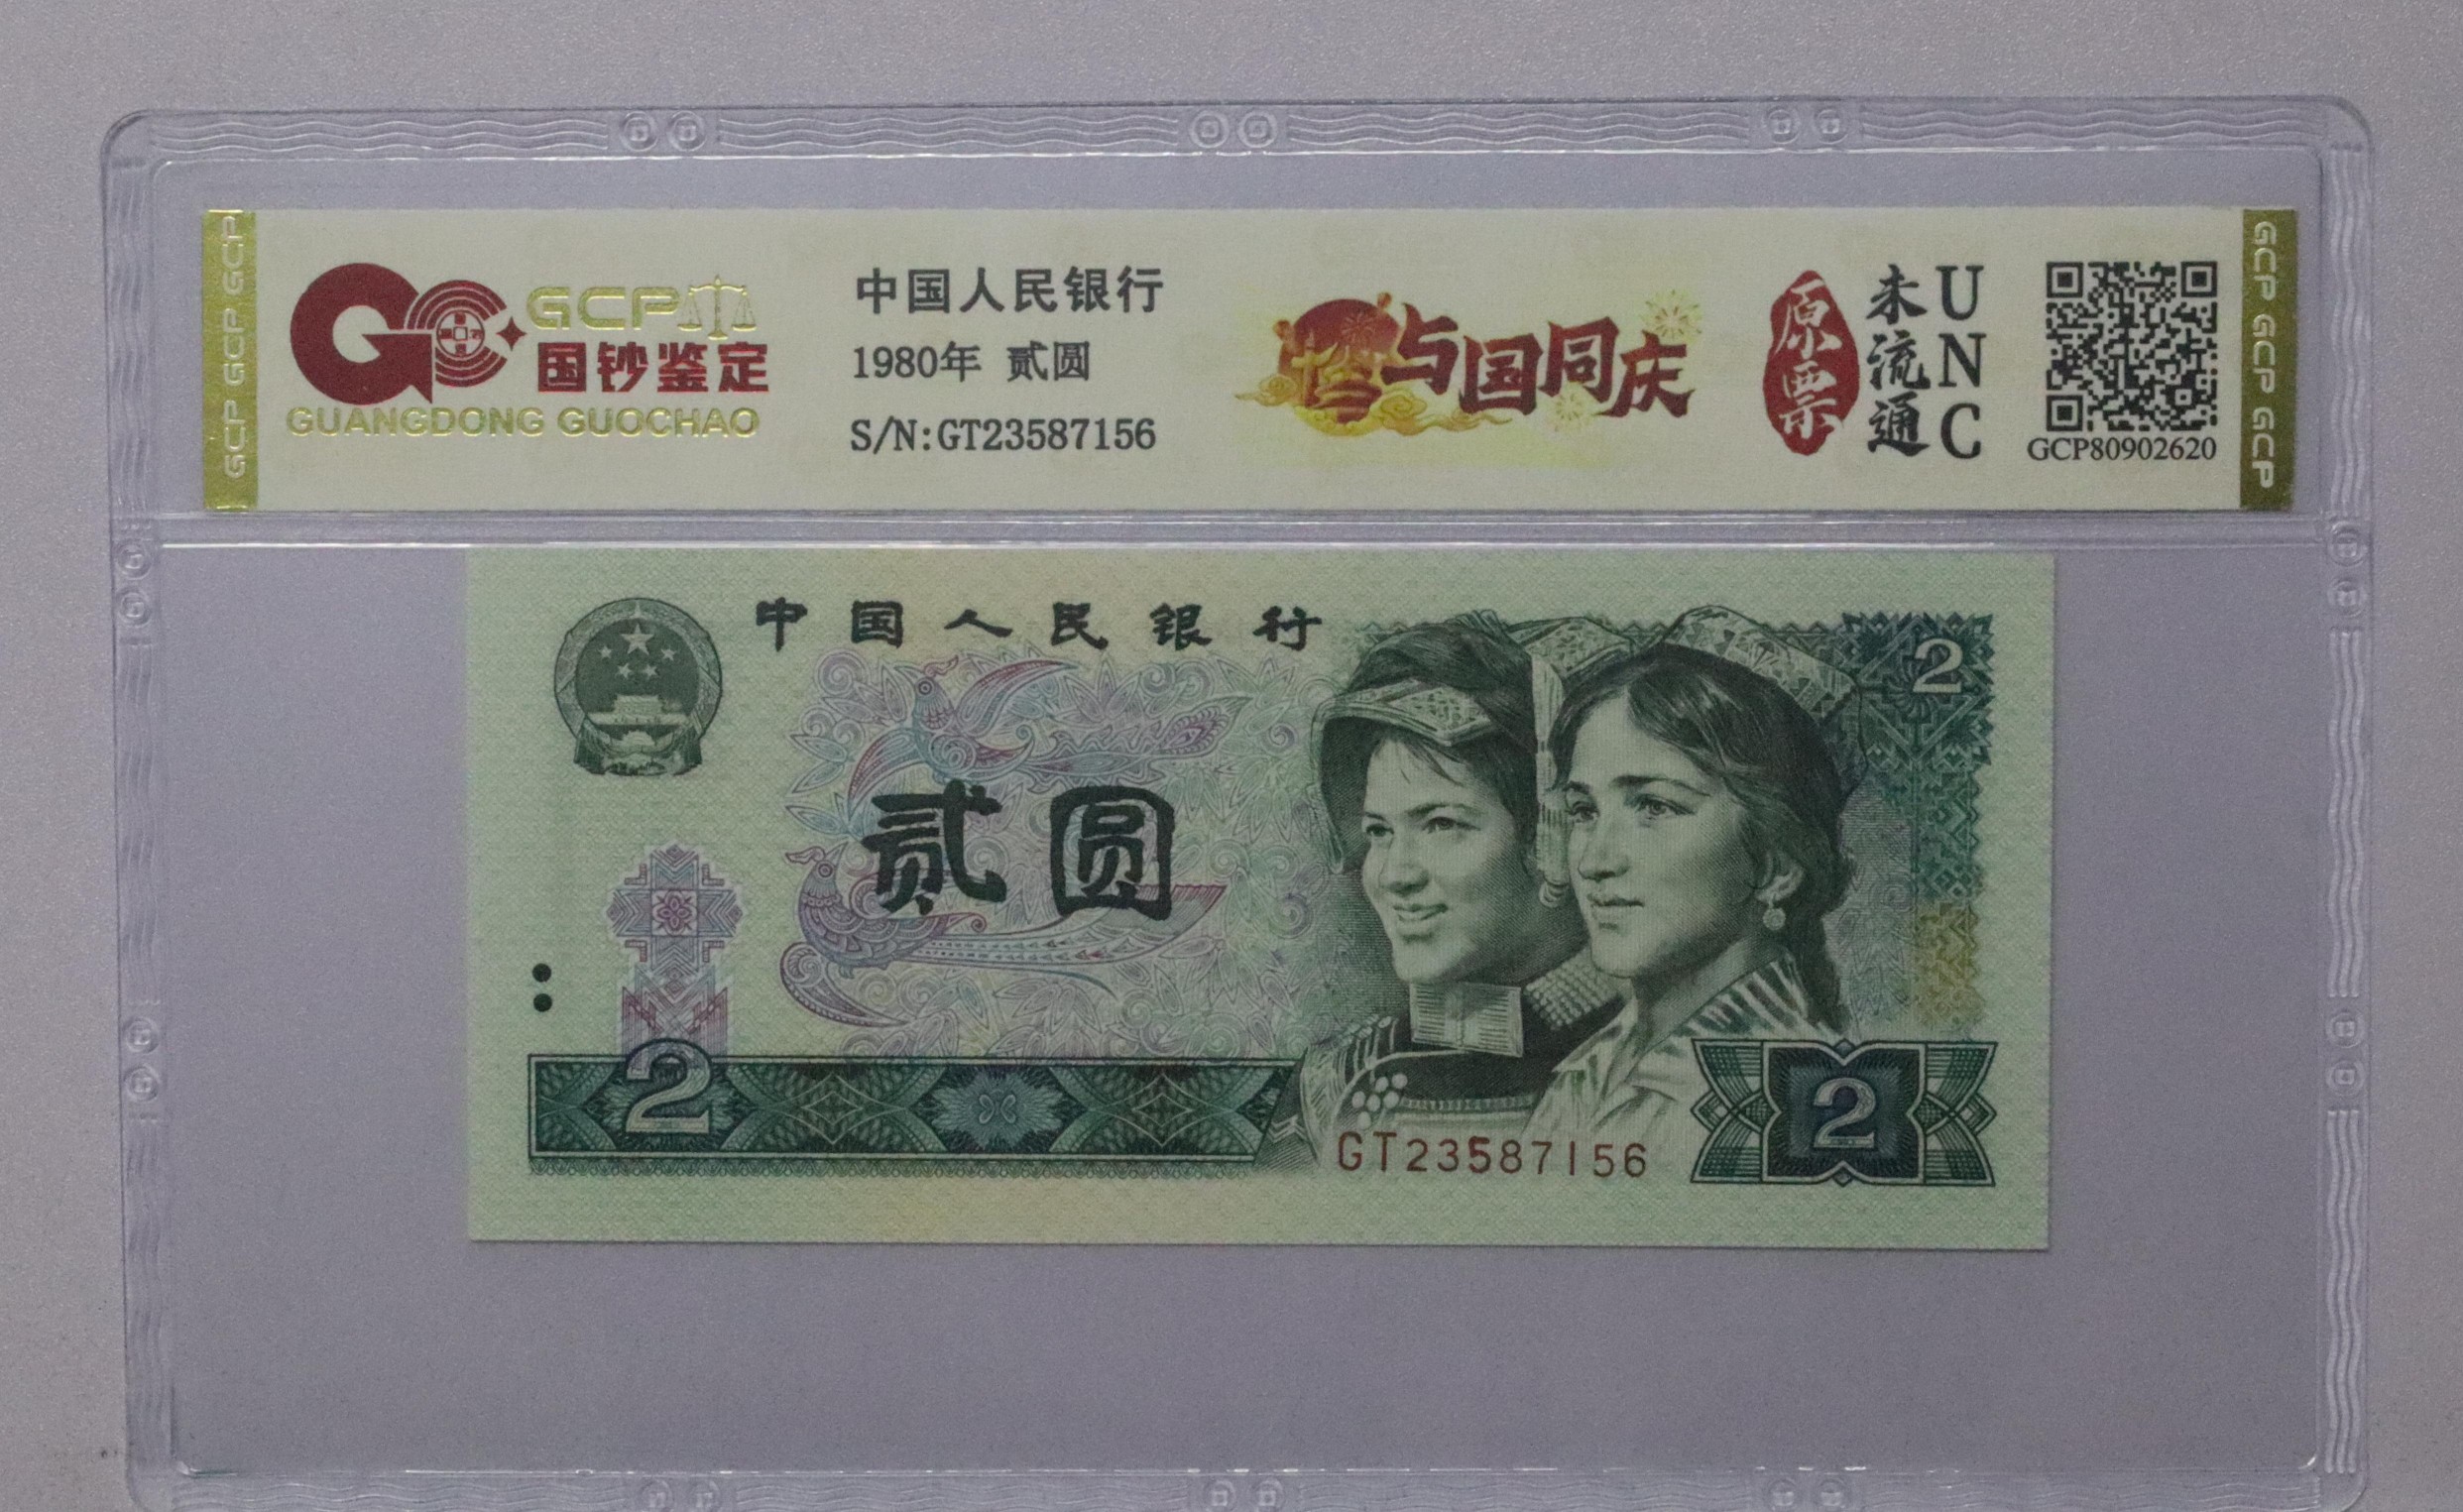 GCP GCP GCP
GCP
国钞鉴定
GUANGDONG GUOCHAO
中国人民银行
1980年 贰圆
S/N:GT23587156
与国同庆
原票
未流通
UNC
GCP80902620
GCP GCP GCP
中国人民银行
2
贰圆
2
2
GT23587156